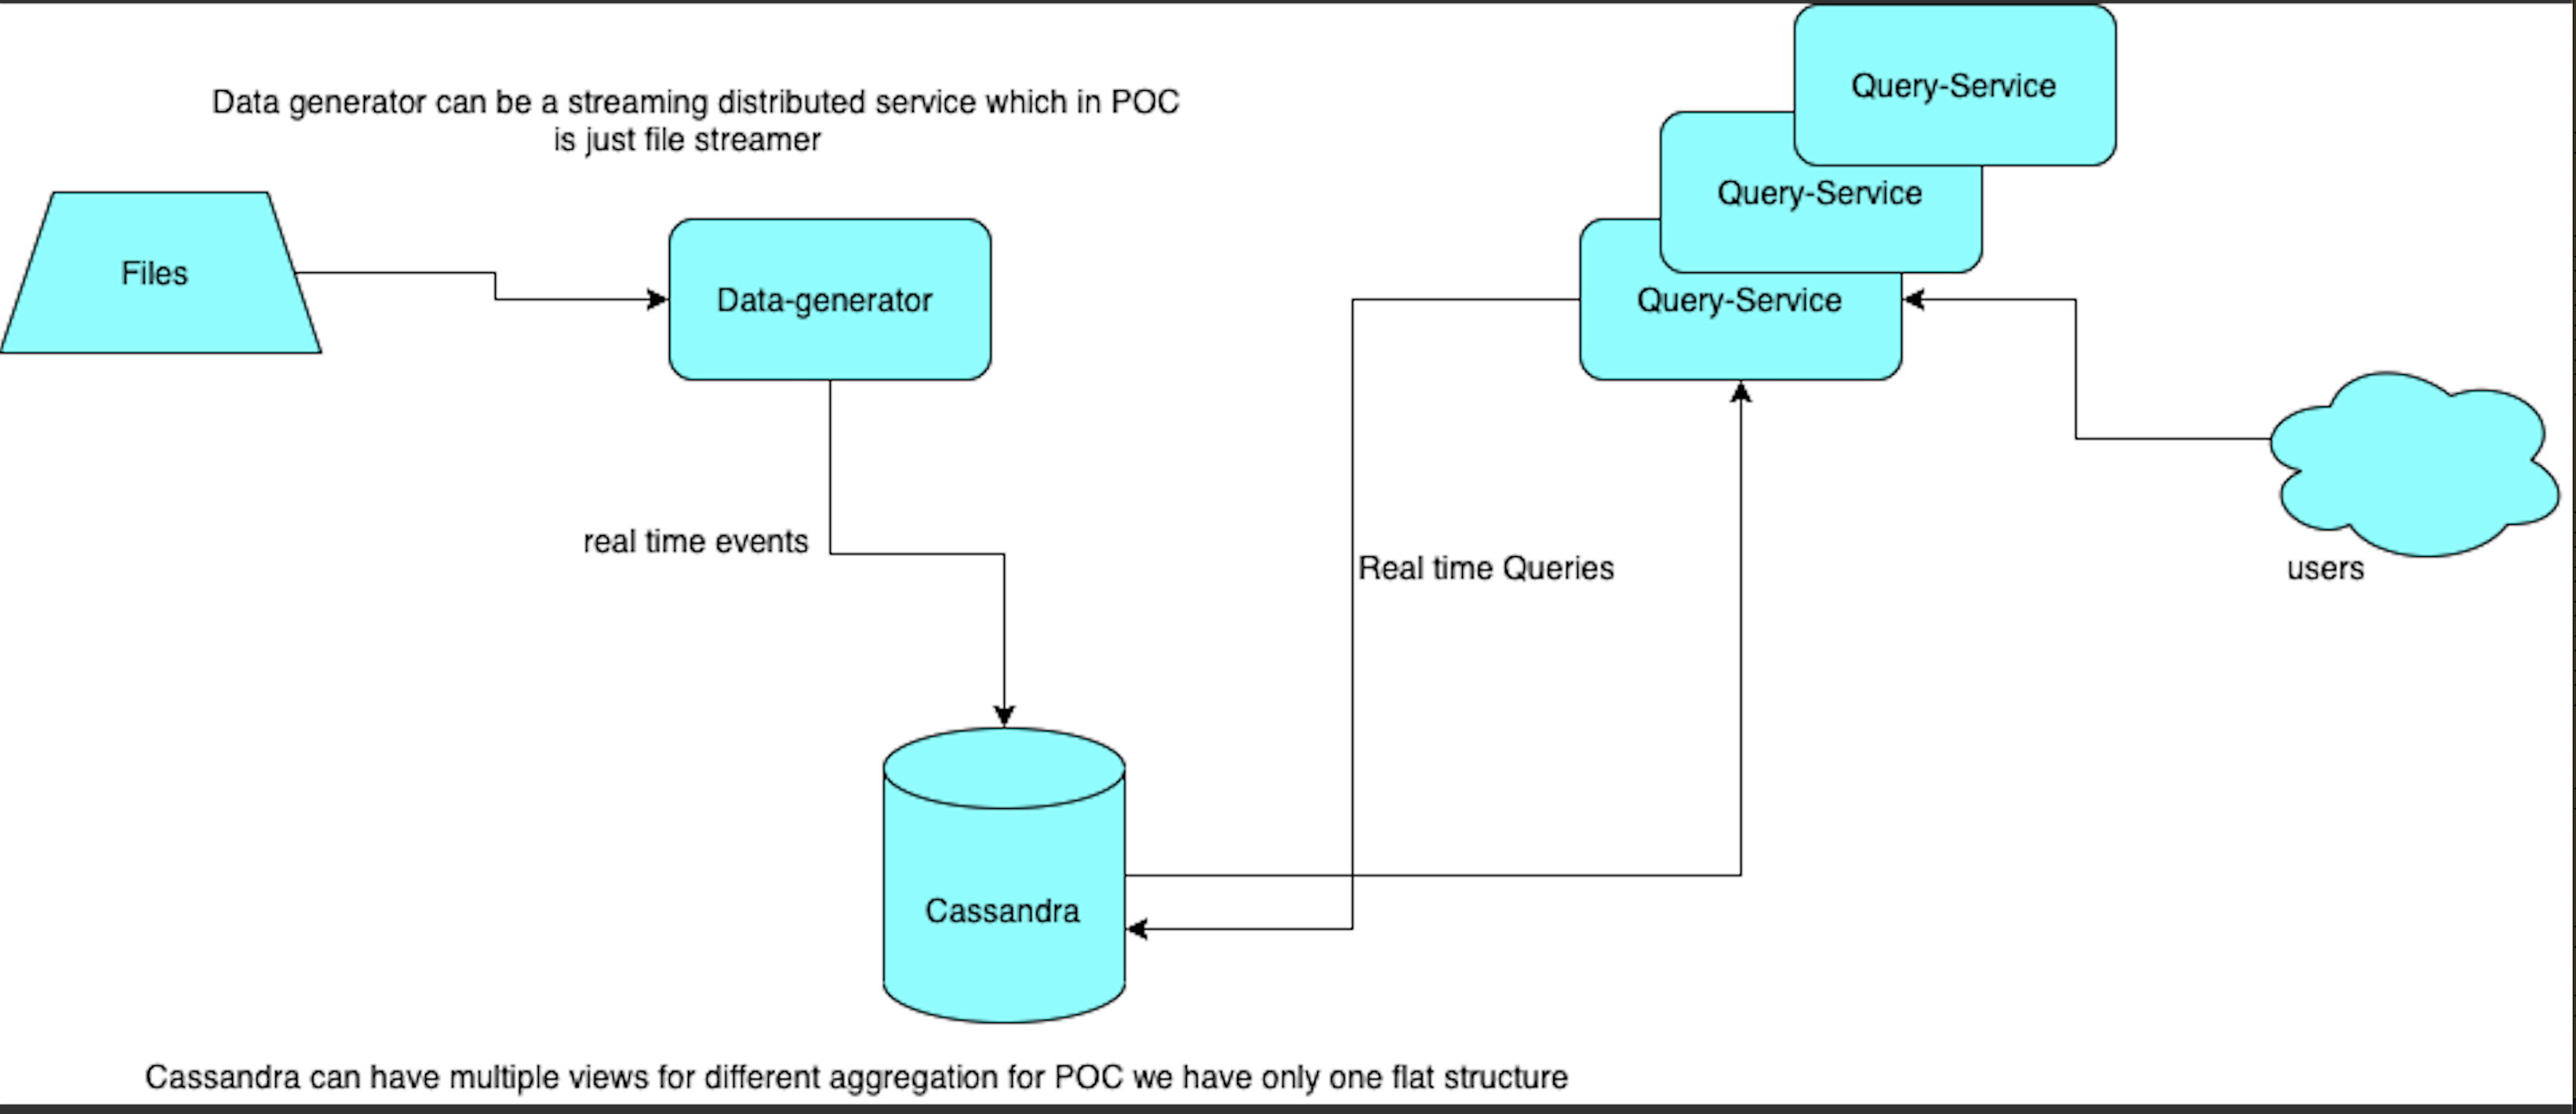 Data generator can be a streaming distributed service which in POC
is just file streamer
Query-Service
Query-Service
Query-Service
Files
Data-generator
real time events
Real time Queries
users
Cassandra
Cassandra can have multiple views for different aggregation for POC we have only one flat structure